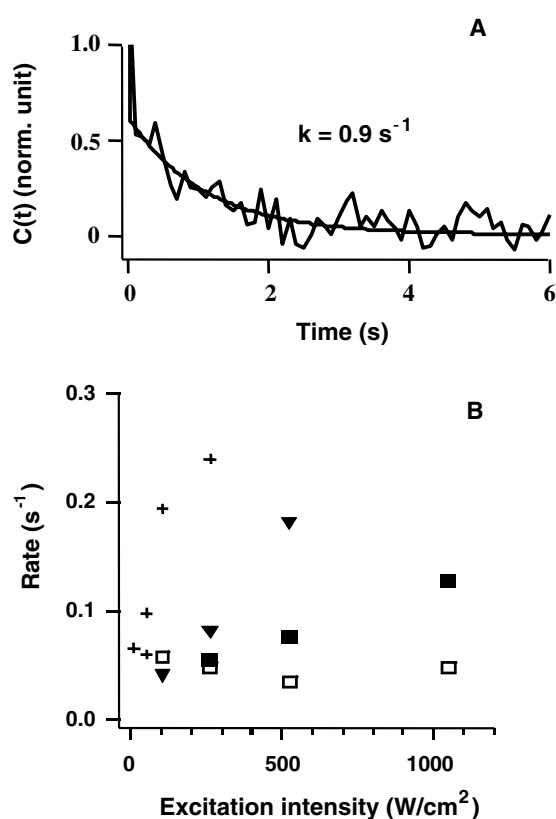 A
1.0
0.5
0
C(t) (norm. unit)
k = 0.9 s⁻¹
0 2 4 6
Time (s)
B
0.3
0.2
0.1
0.0
Rate (s⁻¹)
0 500 1000
Excitation intensity (W/cm²)